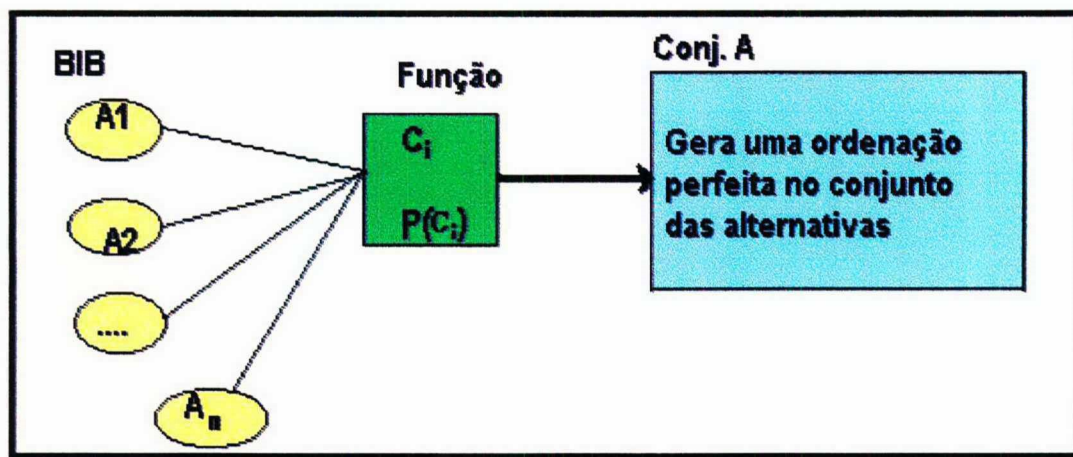 BIB
A1
A2
....
Aₙ
Função
Cᵢ
P(Cᵢ)
Conj. A
Gera uma ordenação
perfeita no conjunto
das alternativas